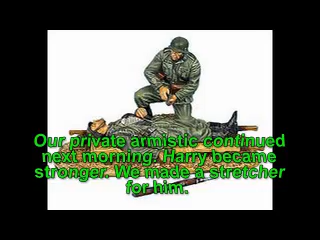 Our private armistic continued
next morning. Harry became
stronger. We made a stretcher
for him.